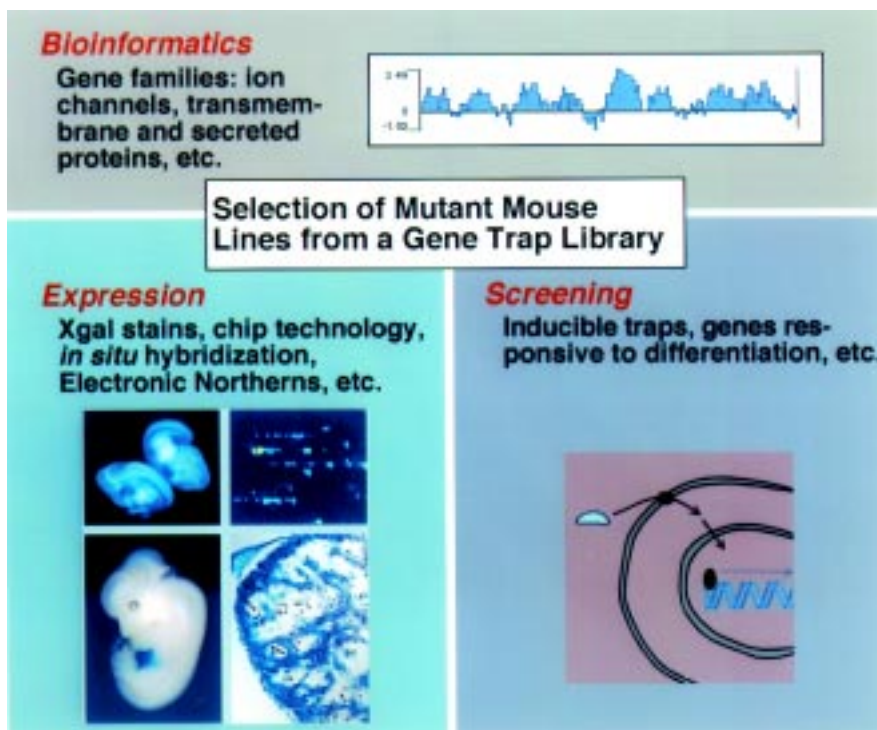 Bioinformatics
Gene families: ion
channels, transmem-
brane and secreted
proteins, etc.
0
Selection of Mutant Mouse
Lines from a Gene Trap Library
Expression
Xgal stains, chip technology,
in situ hybridization,
Electronic Northerns, etc.
Screening
Inducible traps, genes res-
ponsive to differentiation, etc.